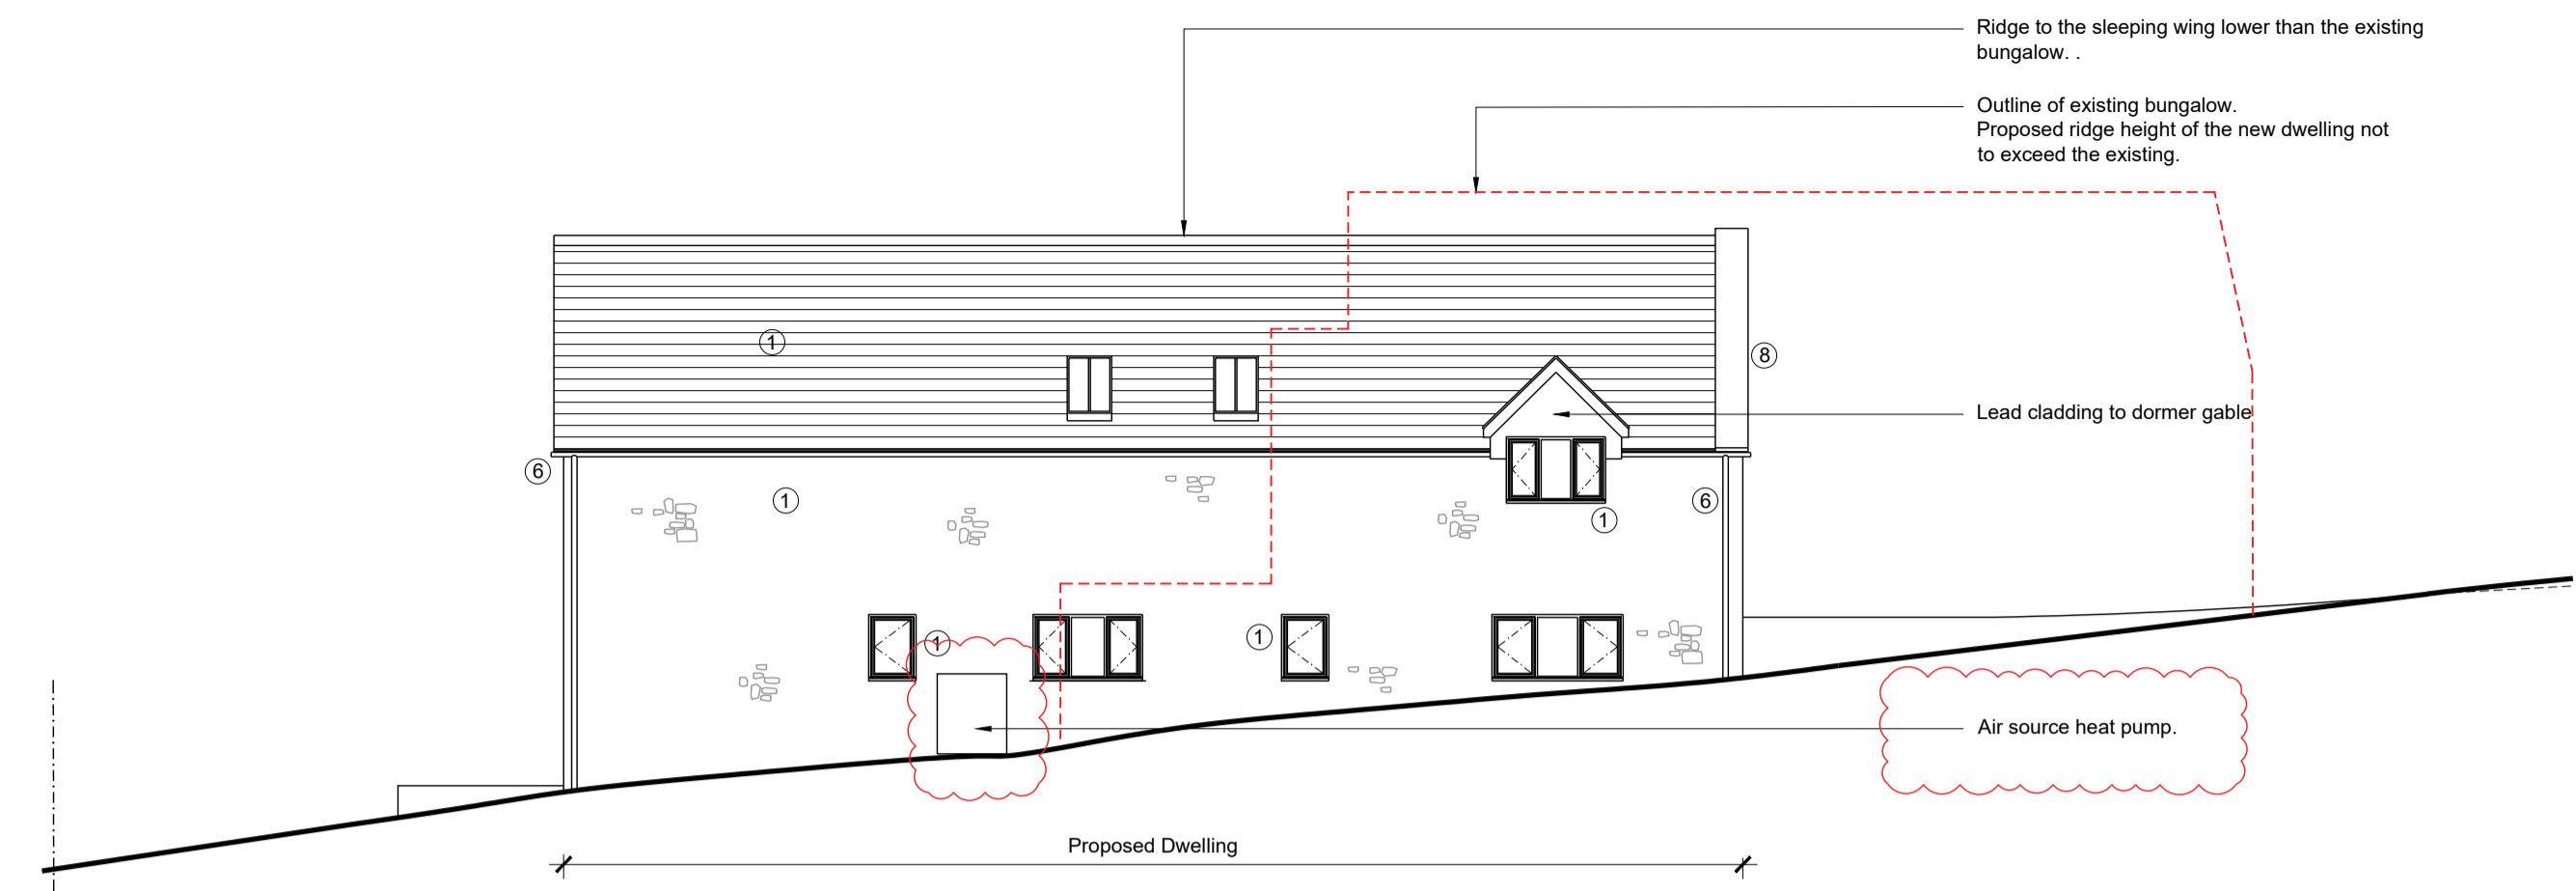 Ridge to the sleeping wing lower than the existing
bungalow. .
Outline of existing bungalow.
Proposed ridge height of the new dwelling not
to exceed the existing.
1
8
Lead cladding to dormer gable
6
1
6
1
1
1
Air source heat pump.
Proposed Dwelling